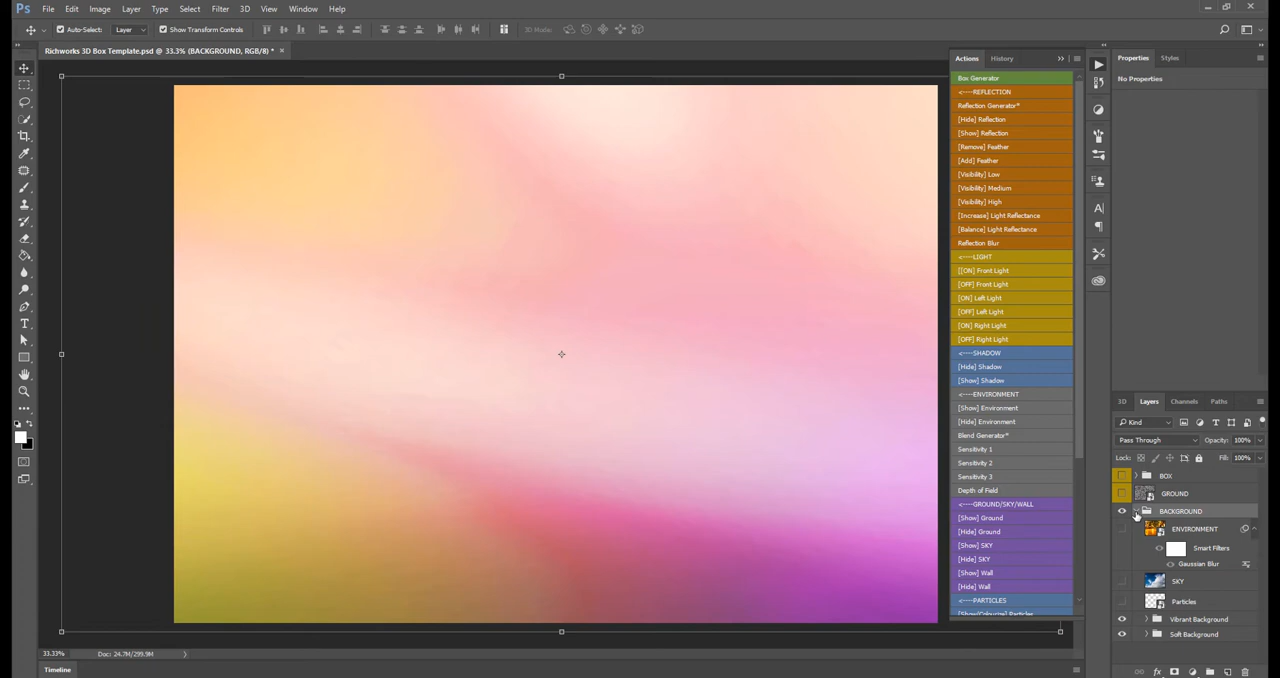 Ps File Edit Image Layer Type Select Filter 3D View Window Help
Auto-Select: Layer Show Transform Controls 3D Mode:
Richworks 3D Box Template.psd @ 33.3% (BACKGROUND, RGB/8) * ×
Actions History
Box Generator
<----REFLECTION
Reflection Generator*
[Hide] Reflection
[Show] Reflection
[Remove] Feather
[Add] Feather
[Visibility] Low
[Visibility] Medium
[Visibility] High
[Increase] Light Reflectance
[Balance] Light Reflectance
Reflection Blur
<----LIGHT
[[ON] Front Light
[OFF] Front Light
[ON] Left Light
[OFF] Left Light
[ON] Right Light
[OFF] Right Light
<----SHADOW
[Hide] Shadow
[Show] Shadow
<----ENVIRONMENT
[Show] Environment
[Hide] Environment
Blend Generator*
Sensitivity 1
Sensitivity 2
Sensitivity 3
Depth of Field
<----GROUND/SKY/WALL
[Show] Ground
[Hide] Ground
[Show] SKY
[Hide] SKY
[Show] Wall
[Hide] Wall
<----PARTICLES
[Show/Colourize] Particles
Properties Styles
No Properties
3D Layers Channels Paths
Kind
Pass Through Opacity: 100%
Lock: Fill: 100%
BOX
GROUND
BACKGROUND
ENVIRONMENT
Smart Filters
Gaussian Blur
SKY
Particles
Vibrant Background
Soft Background
33.33% Doc: 24.7M/299.9M
Timeline